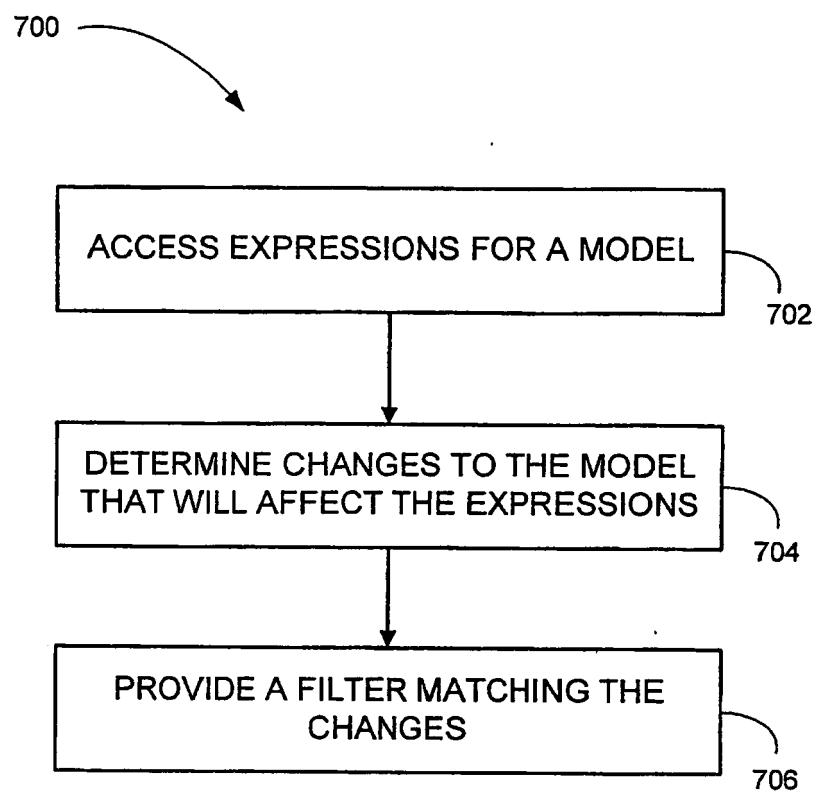 700
ACCESS EXPRESSIONS FOR A MODEL
702
DETERMINE CHANGES TO THE MODEL
THAT WILL AFFECT THE EXPRESSIONS
704
PROVIDE A FILTER MATCHING THE
CHANGES
706